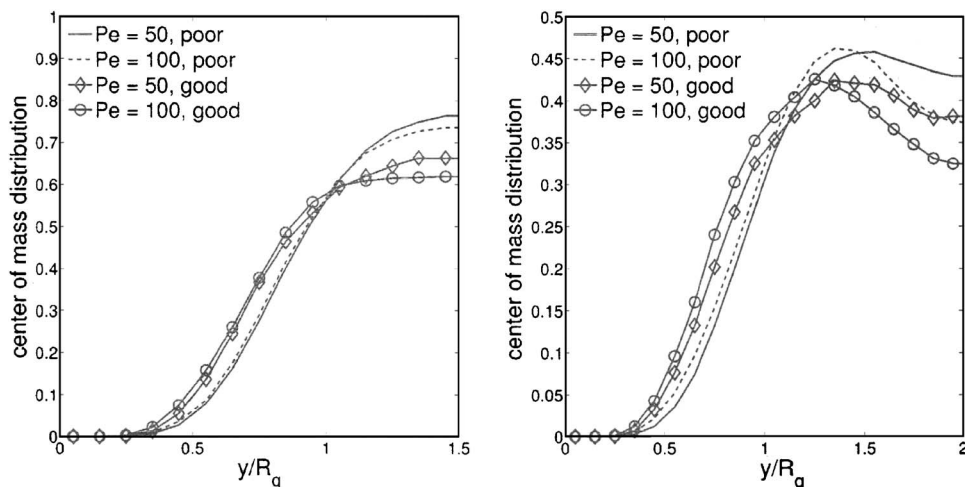 1
0.9
0.8
0.7
0.6
0.5
0.4
0.3
0.2
0.1
0
center of mass distribution
Pe = 50, poor
Pe = 100, poor
Pe = 50, good
Pe = 100, good
0
0.5
1
1.5
y/Rg
0.5
0.45
0.4
0.35
0.3
0.25
0.2
0.15
0.1
0.05
0
center of mass distribution
Pe = 50, poor
Pe = 100, poor
Pe = 50, good
Pe = 100, good
0
0.5
1
1.5
2
y/Rg